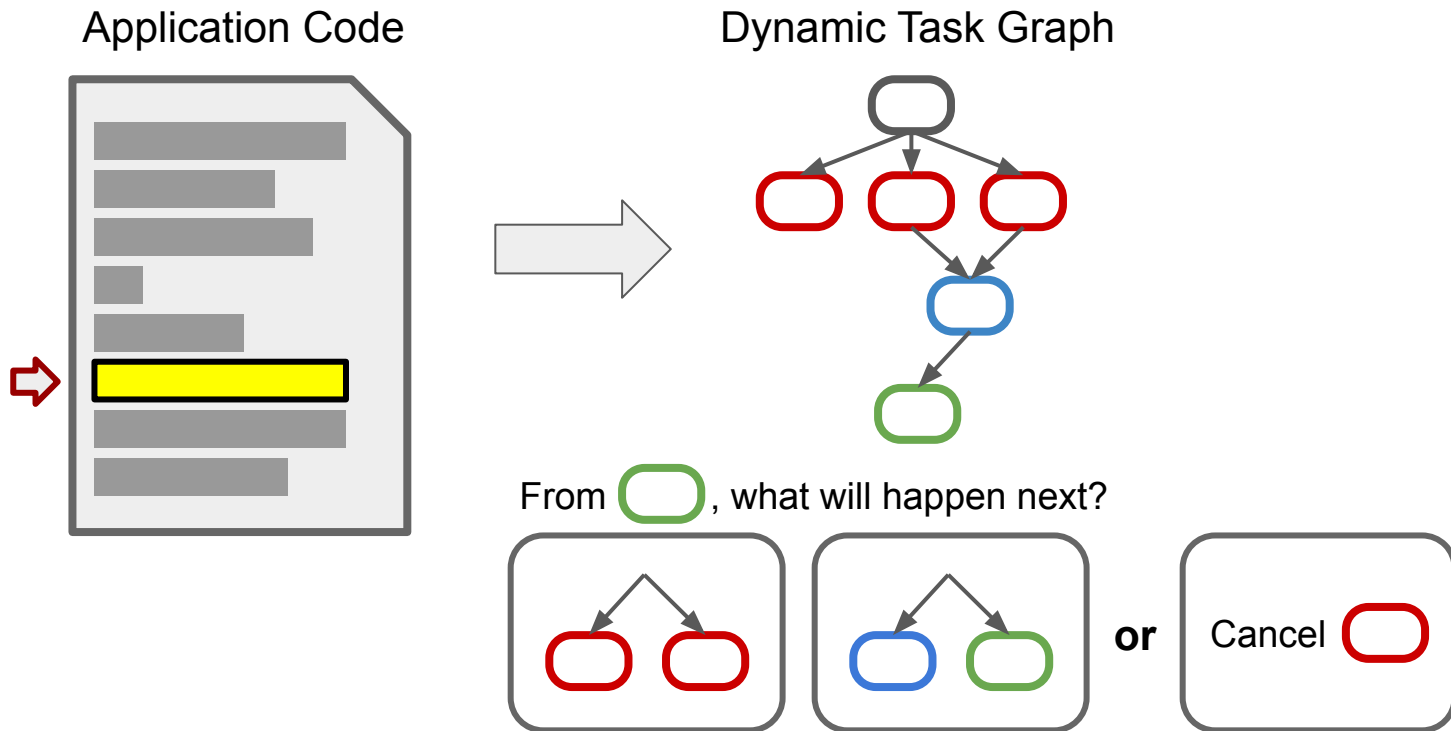 Application Code
Dynamic Task Graph
From , what will happen next?
or
Cancel